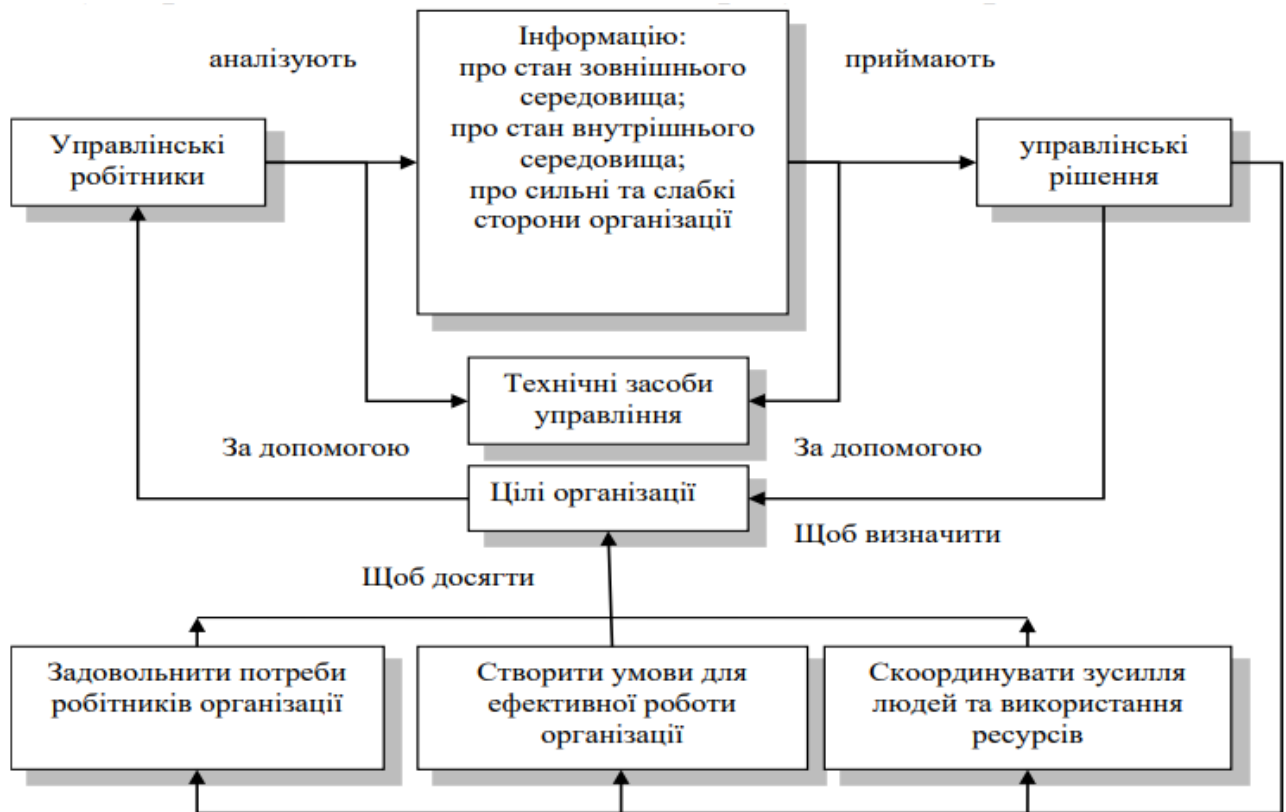 аналізують
Інформацію:
про стан зовнішнього
середовища;
про стан внутрішнього
середовища;
про сильні та слабкі
сторони організації
приймають
Управлінські
робітники
управлінські
рішення
Технічні засоби
управління
За допомогою
За допомогою
Цілі організації
Щоб визначити
Щоб досягти
Задовольнити потреби
робітників організації
Створити умови для
ефективної роботи
організації
Скоординувати зусилля
людей та використання
ресурсів